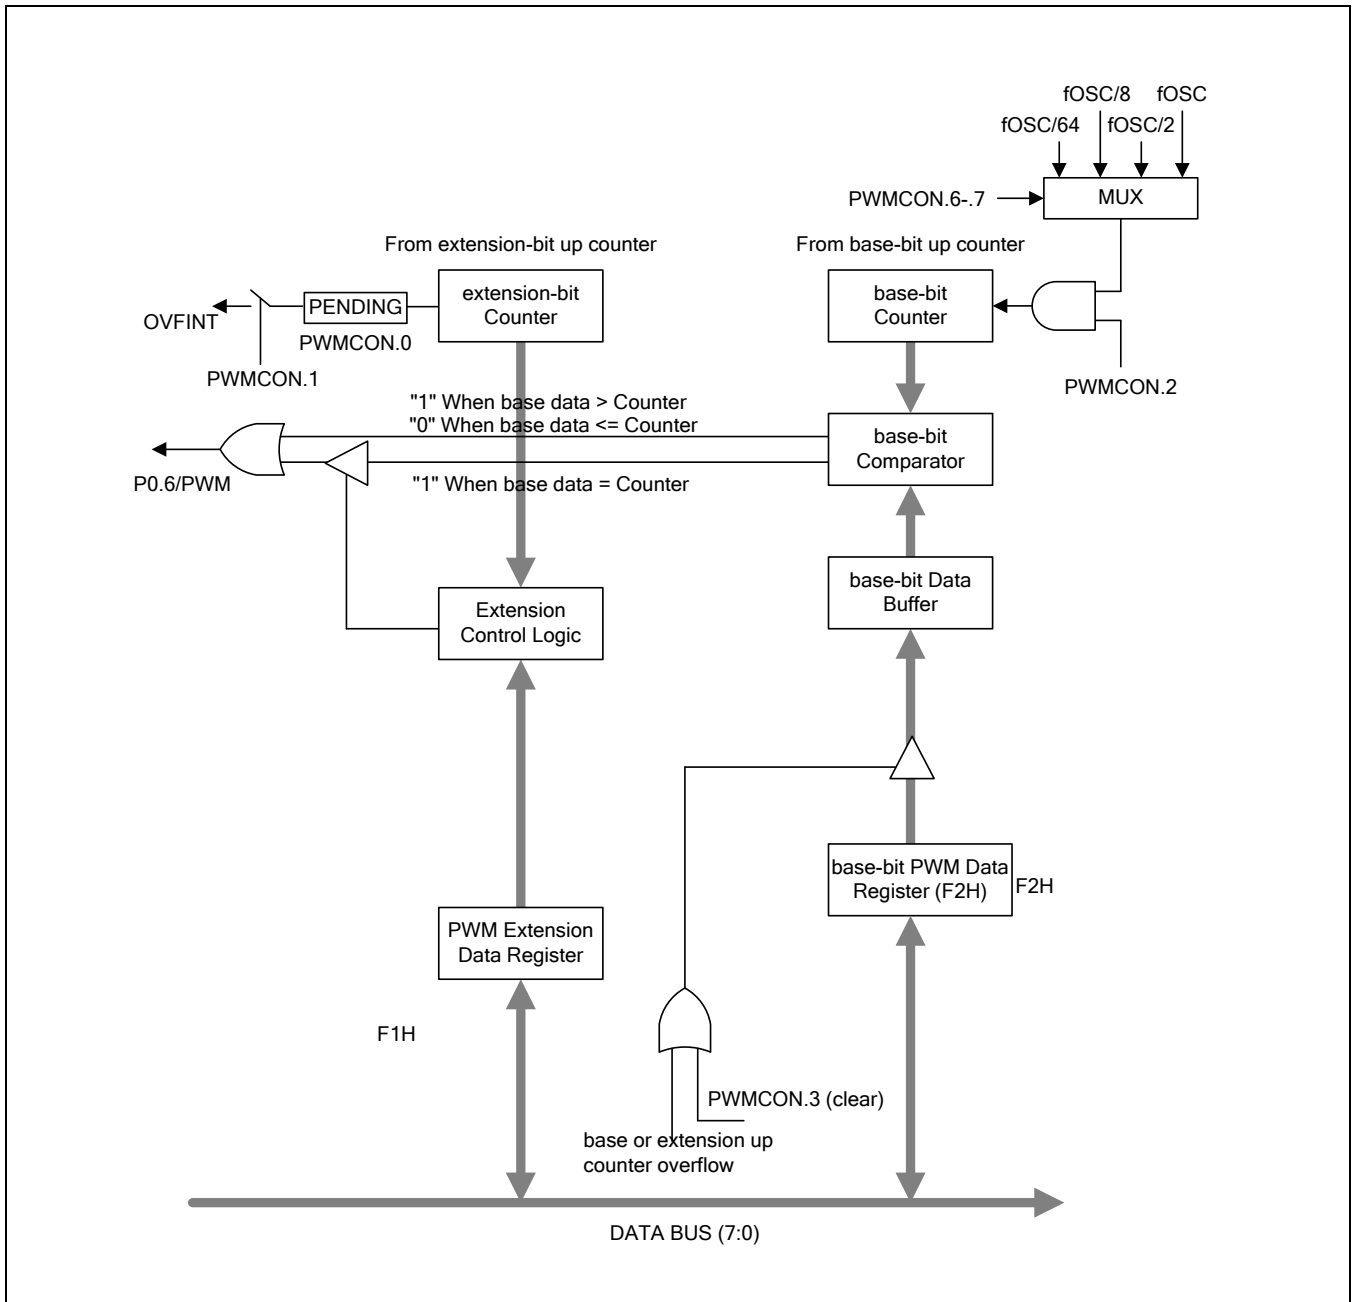 fOSC/8 fOSC
fOSC/64 fOSC/2
PWMCON.6-.7
MUX
From extension-bit up counter
From base-bit up counter
extension-bit
Counter
base-bit
Counter
PENDING
OVFINT
PWMCON.0
PWMCON.1
PWMCON.2
"1" When base data > Counter
"0" When base data <= Counter
base-bit
Comparator
P0.6/PWM
"1" When base data = Counter
base-bit Data
Buffer
Extension
Control Logic
base-bit PWM Data
Register (F2H)
F2H
PWM Extension
Data Register
F1H
PWMCON.3 (clear)
base or extension up
counter overflow
DATA BUS (7:0)